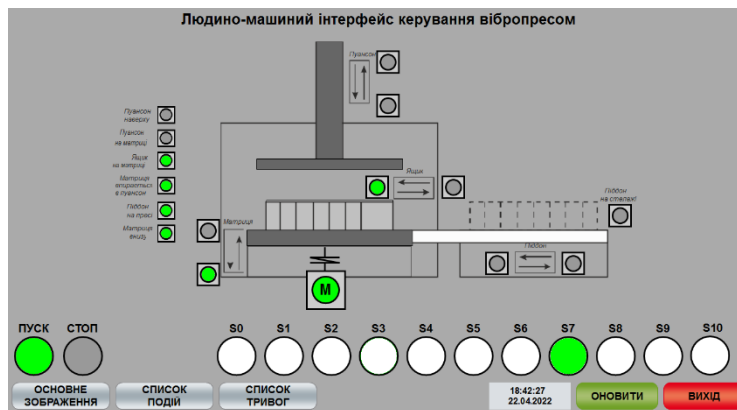 Людино-машиний інтерфейс керування вібропресом
Пуансон
Пуансон
наверху
Пуансон
на матриці
Ящик
на матриці
Матриця
впирається
в пуансон
Піддон
на пресі
Матриця
внизу
Ящик
Матриця
Піддон
на стелажі
Піддон
M
ПУСК СТОП
S0 S1 S2 S3 S4 S5 S6 S7 S8 S9 S10
ОСНОВНЕ
ЗОБРАЖЕННЯ
СПИСОК
ПОДІЙ
СПИСОК
ТРИВОГ
18:42:27
22.04.2022
ОНОВИТИ
ВИХІД